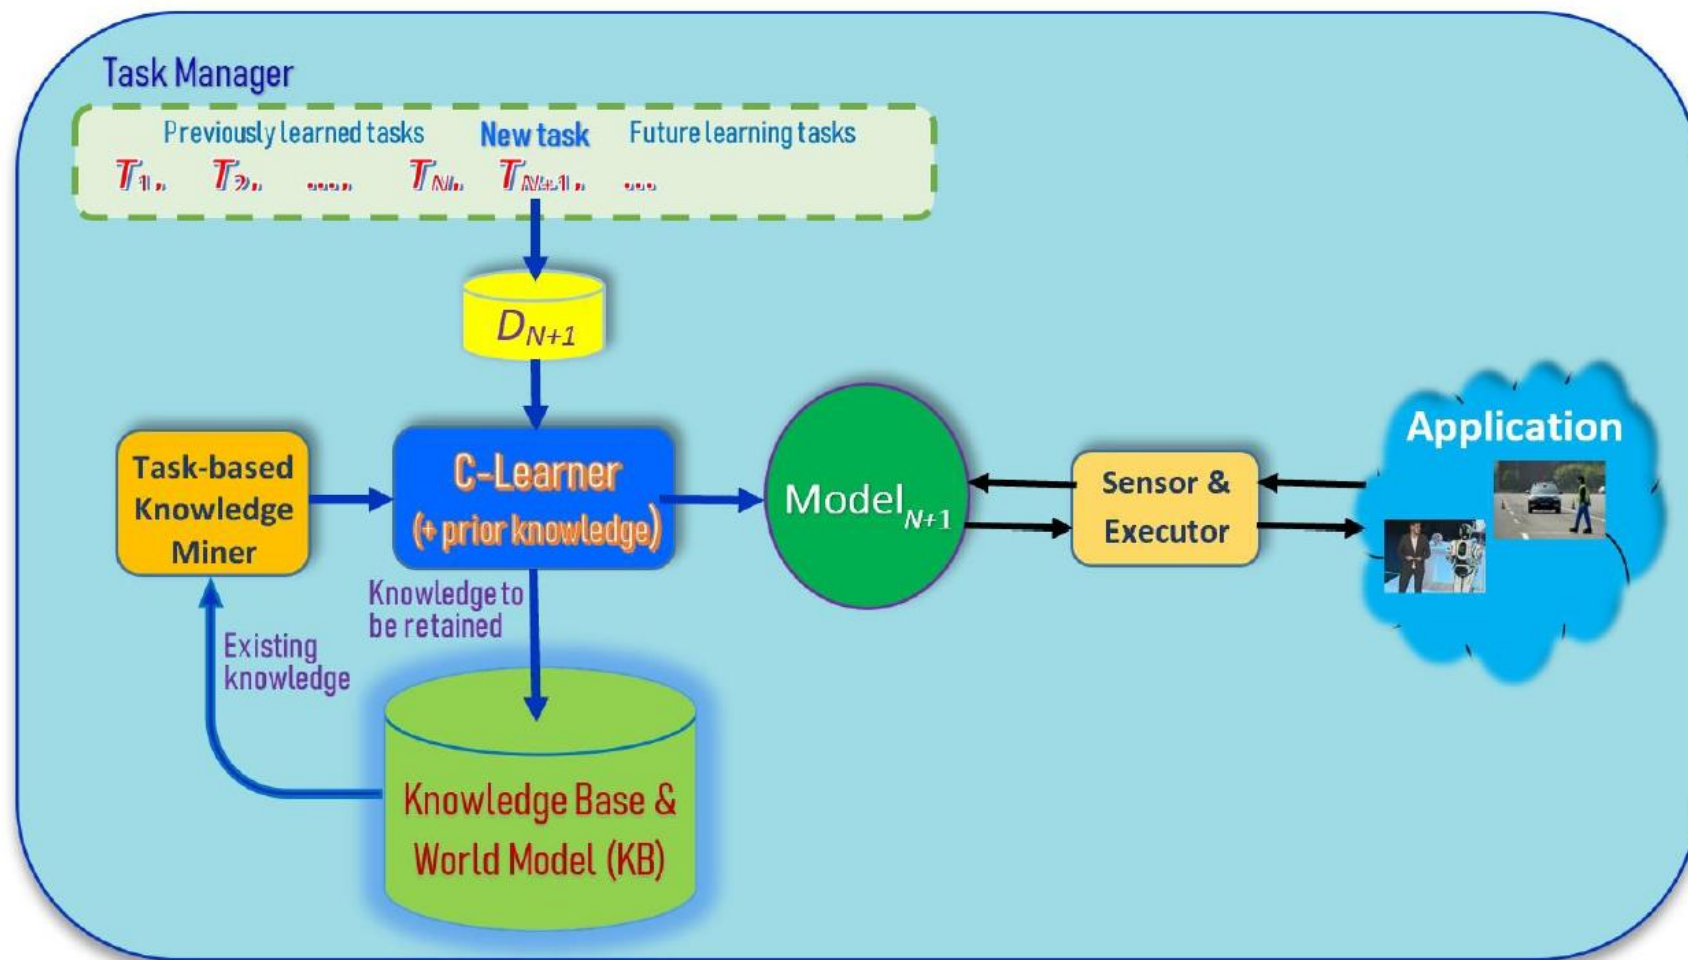 Task Manager
Previously learned tasks New task Future learning tasks
T1, T2, ...., TN, TN+1, ...
DN+1
Task-based
Knowledge
Miner
C-Learner
(+ prior knowledge)
ModelN+1
Sensor &
Executor
Application
Knowledge to
be retained
Existing
knowledge
Knowledge Base &
World Model (KB)